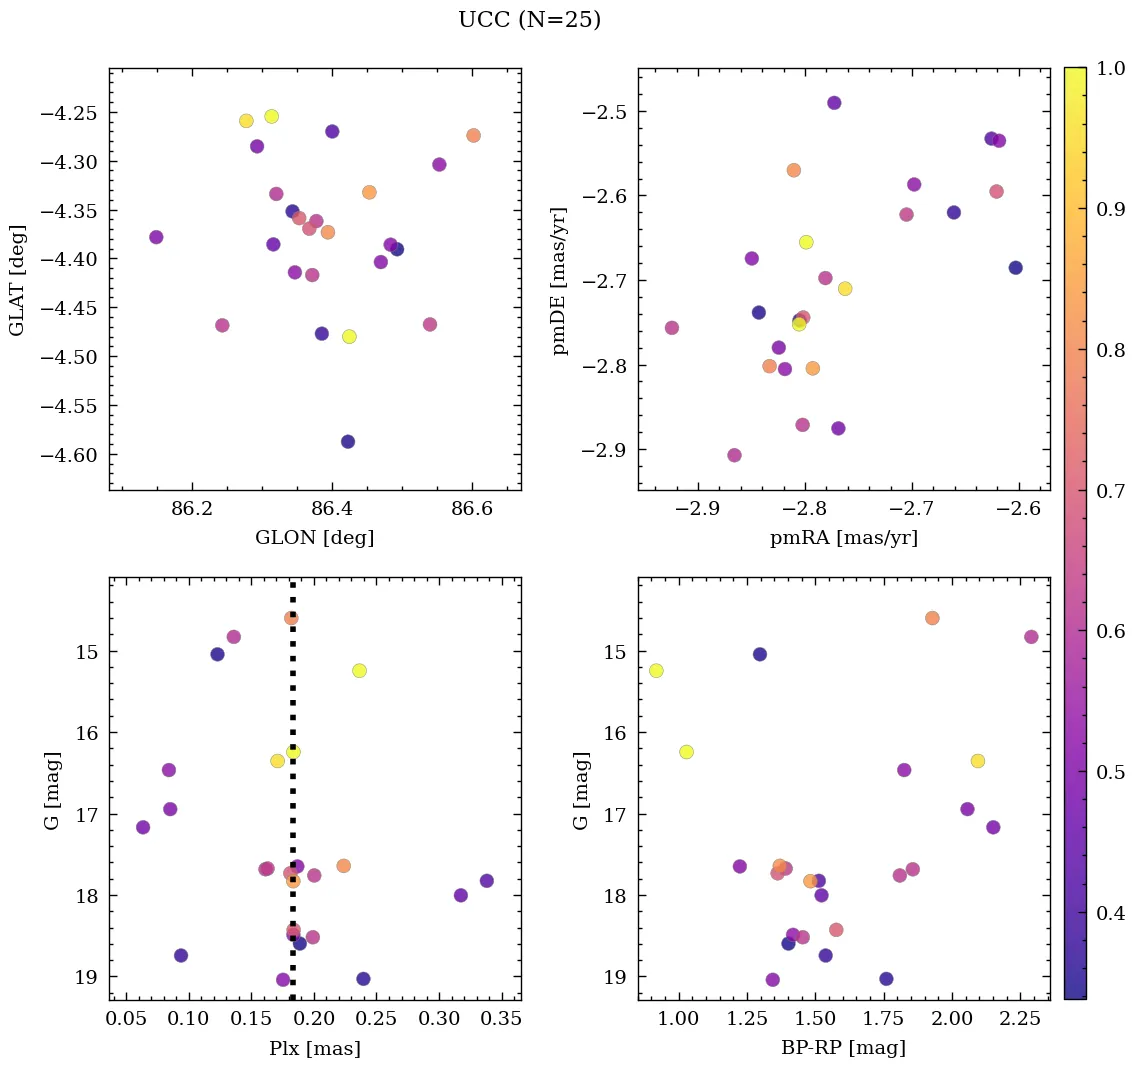 UCC (N=25)
−4.25
−4.30
−4.35
−4.40
−4.45
−4.50
−4.55
−4.60
GLAT [deg]
86.2 86.4 86.6
GLON [deg]
−2.5
−2.6
−2.7
−2.8
−2.9
pmDE [mas/yr]
−2.9 −2.8 −2.7 −2.6
pmRA [mas/yr]
1.0
0.9
0.8
0.7
0.6
0.5
0.4
15
16
17
18
19
G [mag]
0.05 0.10 0.15 0.20 0.25 0.30 0.35
Plx [mas]
15
16
17
18
19
G [mag]
1.00 1.25 1.50 1.75 2.00 2.25
BP-RP [mag]